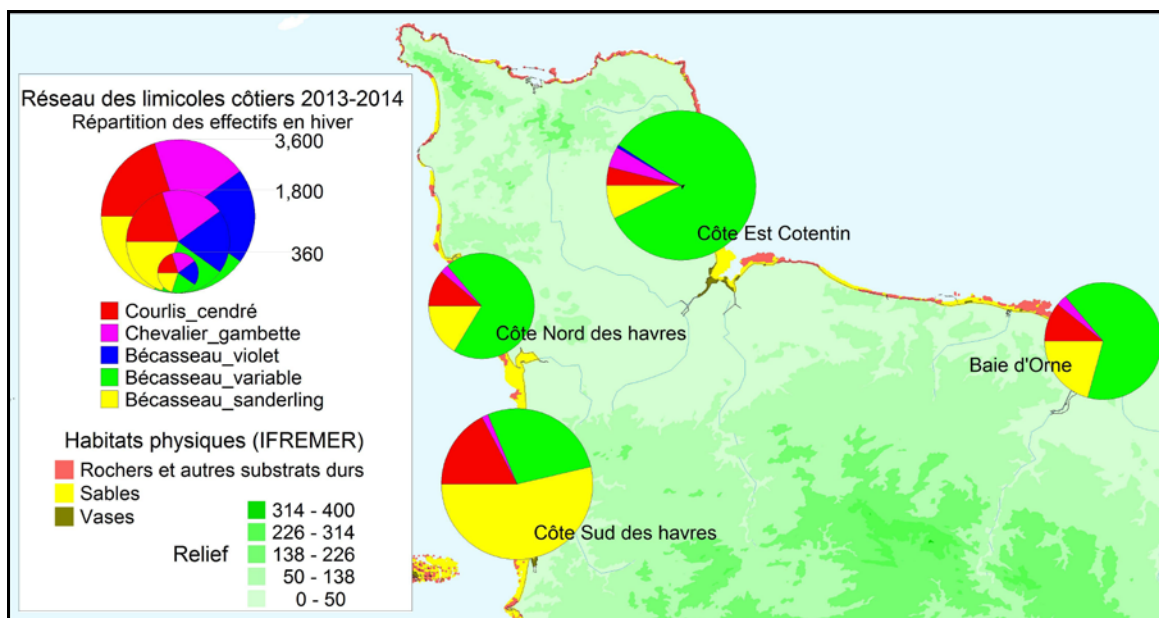 Réseau des limicoles côtiers 2013-2014
Répartition des effectifs en hiver
3,600
1,800
360
Courlis_cendré
Chevalier_gambette
Bécasseau_violet
Bécasseau_variable
Bécasseau_sanderling
Habitats physiques (IFREMER)
Rochers et autres substrats durs
Sables
Vases
Relief
314 - 400
226 - 314
138 - 226
50 - 138
0 - 50
Côte Est Cotentin
Côte Nord des havres
Baie d'Orne
Côte Sud des havres